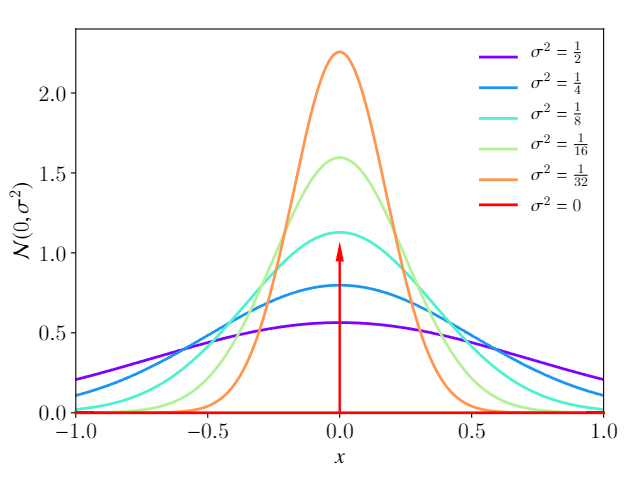 2.0
1.5
1.0
0.5
0.0
𝒩(0, σ²)
−1.0 −0.5 0.0 0.5 1.0
x
σ² = 1/2
σ² = 1/4
σ² = 1/8
σ² = 1/16
σ² = 1/32
σ² = 0